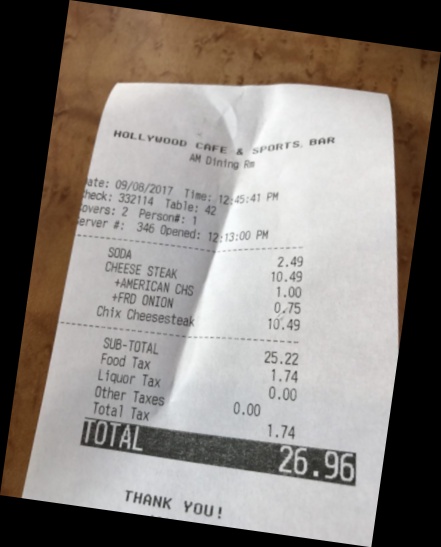 HOLLYWOOD CAFE & SPORTS. BAR
AM Dining Rm
ate: 09/08/2017 Time: 12:45:41 PM
heck: 332114 Table: 42
overs: 2 Person#: 1
erver #: 346 Opened: 12:13:00 PM
SODA 2.49
CHEESE STEAK 10.49
+AMERICAN CHS 1.00
+FRD ONION 0.75
Chix Cheesesteak 10.49
SUB-TOTAL 25.22
Food Tax 1.74
Liquor Tax 0.00
Other Taxes 0.00
Total Tax 1.74
TOTAL 26.96
THANK YOU!